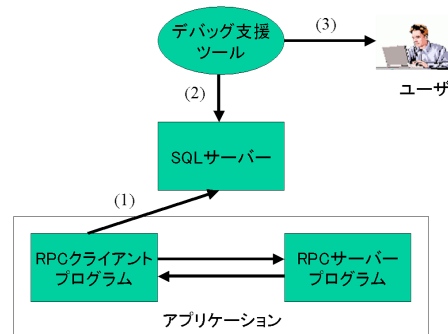 デバッグ支援
ツール
(3)
ユーザ
(2)
SQLサーバー
(1)
RPCクライアント
プログラム
RPCサーバー
プログラム
アプリケーション